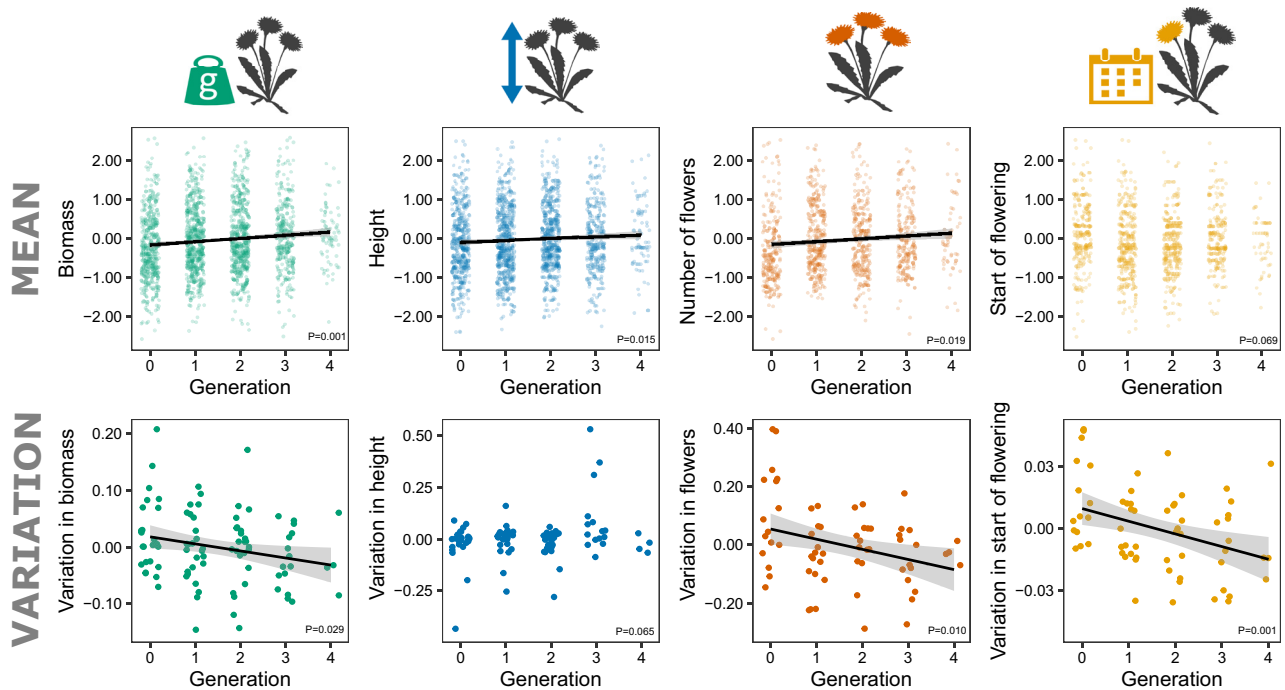 g
MEAN
Biomass
2.00
1.00
0.00
−1.00
−2.00
P=0.001
0 1 2 3 4
Generation
Height
2.00
1.00
0.00
−1.00
−2.00
P=0.015
0 1 2 3 4
Generation
Number of flowers
2.00
1.00
0.00
−1.00
−2.00
P=0.019
0 1 2 3 4
Generation
Start of flowering
2.00
1.00
0.00
−1.00
−2.00
P=0.069
0 1 2 3 4
Generation
VARIATION
Variation in biomass
0.20
0.10
0.00
−0.10
P=0.029
0 1 2 3 4
Generation
Variation in height
0.50
0.25
0.00
−0.25
P=0.065
0 1 2 3 4
Generation
Variation in flowers
0.40
0.20
0.00
−0.20
P=0.010
0 1 2 3 4
Generation
Variation in start of flowering
0.03
0.00
−0.03
P=0.001
0 1 2 3 4
Generation